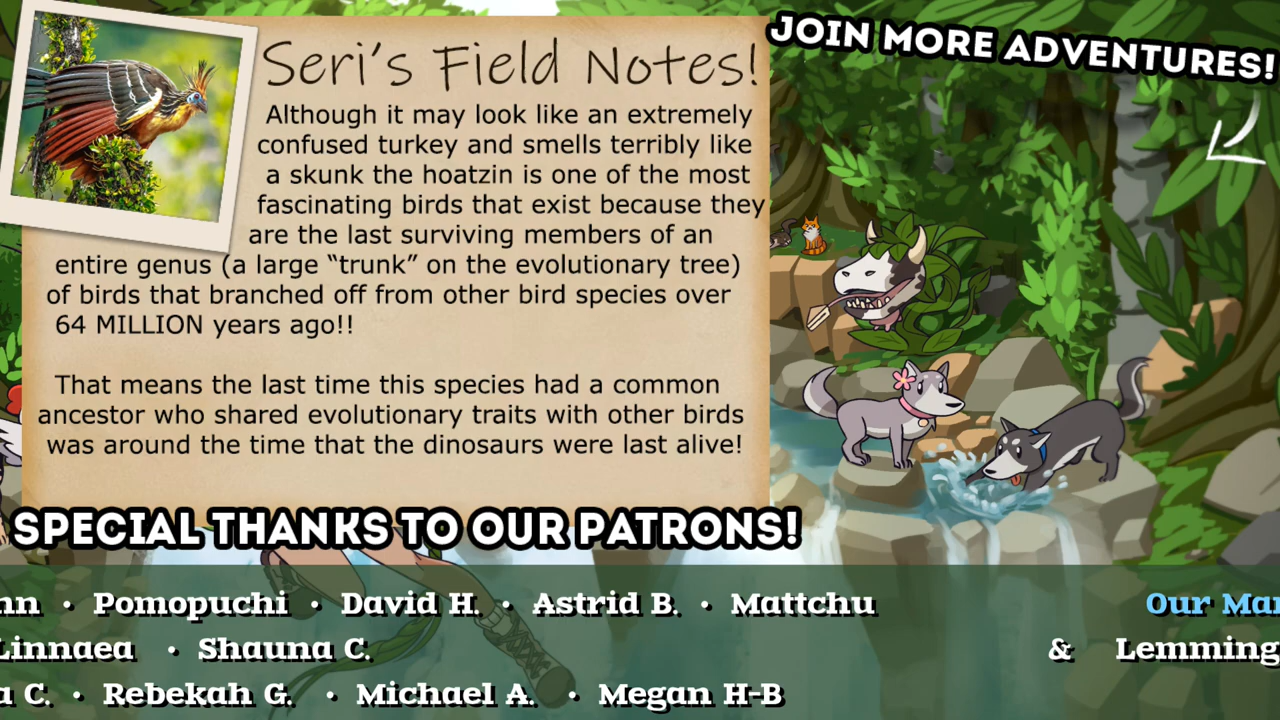 Seri's Field Notes!
JOIN MORE ADVENTURES!
Although it may look like an extremely
confused turkey and smells terribly like
a skunk the hoatzin is one of the most
fascinating birds that exist because they
are the last surviving members of an
entire genus (a large “trunk” on the evolutionary tree)
of birds that branched off from other bird species over
64 MILLION years ago!!
That means the last time this species had a common
ancestor who shared evolutionary traits with other birds
was around the time that the dinosaurs were last alive!
SPECIAL THANKS TO OUR PATRONS!
• Pomopuchi • David H. • Astrid B. • Mattchu
Our
Linnaea • Shauna C.
& Lemming
C. • Rebekah G. • Michael A. • Megan H-B